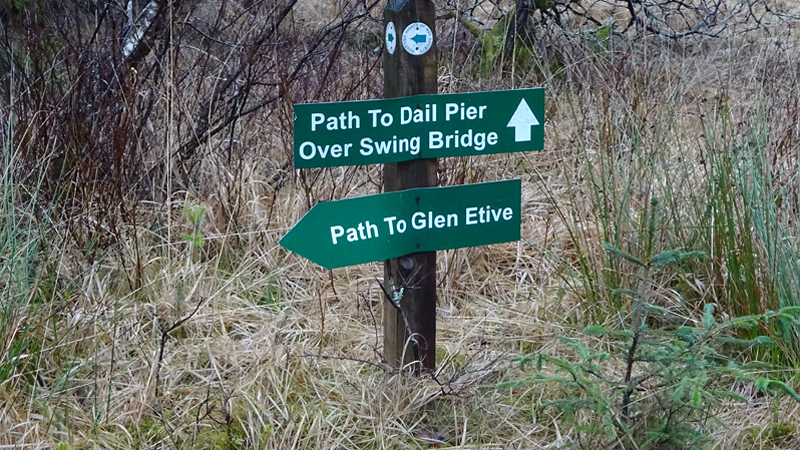 Path To Dail Pier
Over Swing Bridge
Path To Glen Etive